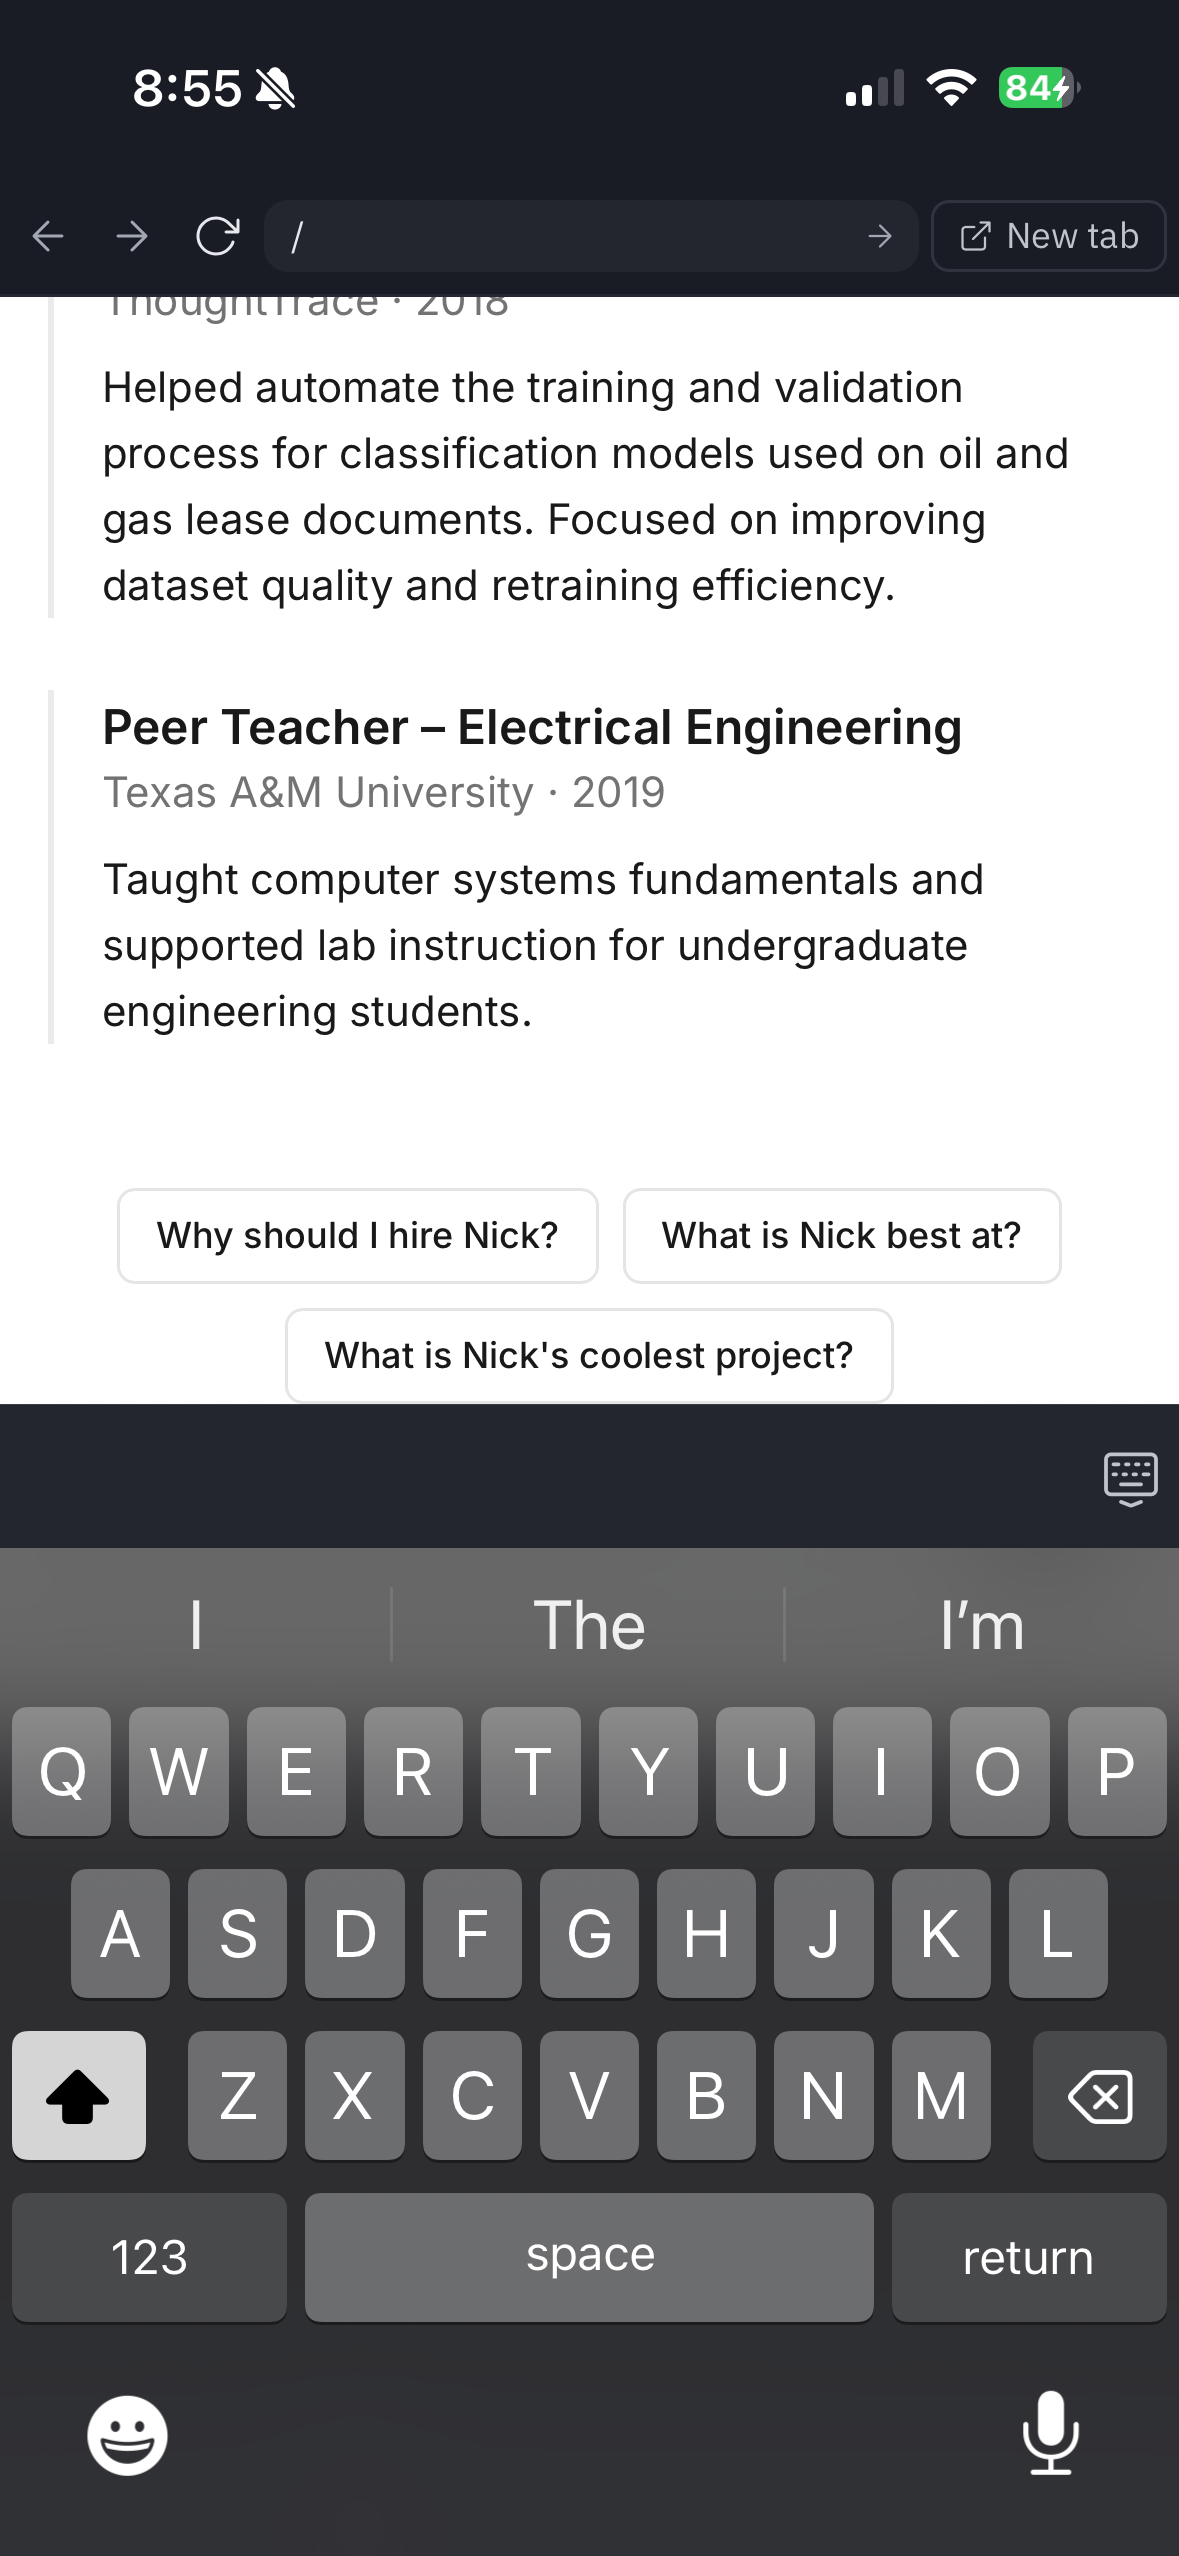 8:55
84
/
New tab
ThoughtTrace · 2018
Helped automate the training and validation
process for classification models used on oil and
gas lease documents. Focused on improving
dataset quality and retraining efficiency.
Peer Teacher – Electrical Engineering
Texas A&M University · 2019
Taught computer systems fundamentals and
supported lab instruction for undergraduate
engineering students.
Why should I hire Nick?
What is Nick best at?
What is Nick's coolest project?
I The I’m
Q W E R T Y U I O P
A S D F G H J K L
Z X C V B N M
123 space return